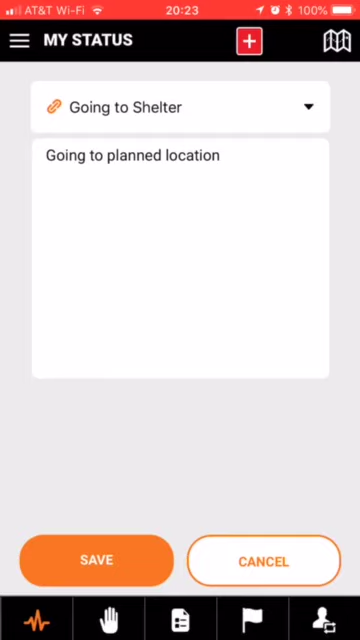 AT&T Wi-Fi 20:23 100%
MY STATUS
Going to Shelter
Going to planned location
SAVE CANCEL